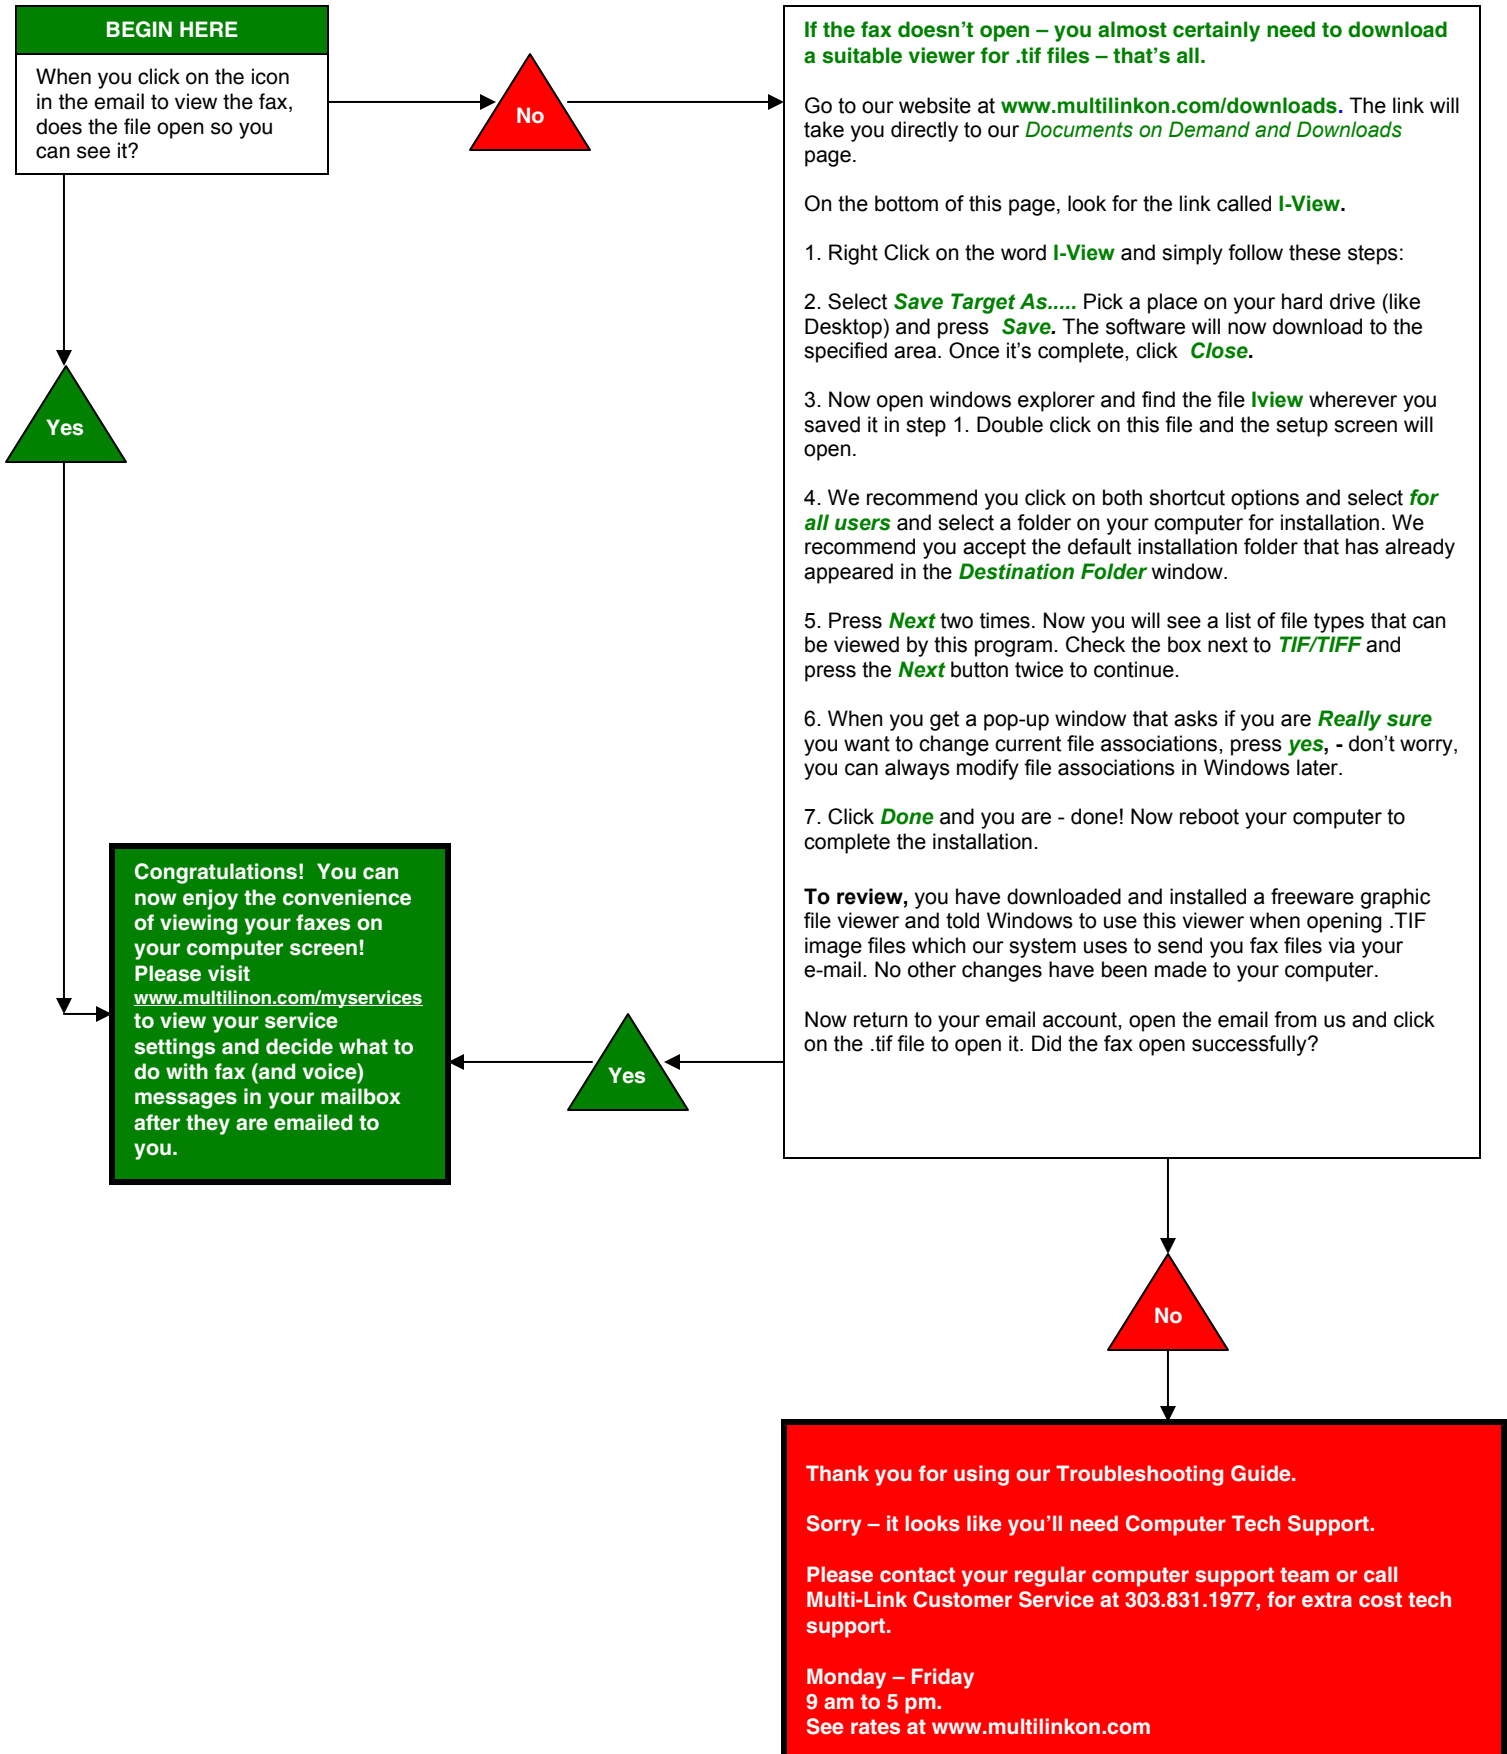 BEGIN HERE
When you click on the icon
in the email to view the fax,
does the file open so you
can see it?
No
Yes
If the fax doesn’t open – you almost certainly need to download
a suitable viewer for .tif files – that’s all.
Go to our website at www.multilinkon.com/downloads. The link will
take you directly to our Documents on Demand and Downloads
page.
On the bottom of this page, look for the link called I-View.
1. Right Click on the word I-View and simply follow these steps:
2. Select Save Target As..... Pick a place on your hard drive (like
Desktop) and press Save. The software will now download to the
specified area. Once it’s complete, click Close.
3. Now open windows explorer and find the file Iview wherever you
saved it in step 1. Double click on this file and the setup screen will
open.
4. We recommend you click on both shortcut options and select for
all users and select a folder on your computer for installation. We
recommend you accept the default installation folder that has already
appeared in the Destination Folder window.
5. Press Next two times. Now you will see a list of file types that can
be viewed by this program. Check the box next to TIF/TIFF and
press the Next button twice to continue.
6. When you get a pop-up window that asks if you are Really sure
you want to change current file associations, press yes, - don’t worry,
you can always modify file associations in Windows later.
7. Click Done and you are - done! Now reboot your computer to
complete the installation.
To review, you have downloaded and installed a freeware graphic
file viewer and told Windows to use this viewer when opening .TIF
image files which our system uses to send you fax files via your
e-mail. No other changes have been made to your computer.
Now return to your email account, open the email from us and click
on the .tif file to open it. Did the fax open successfully?
Yes
Congratulations! You can
now enjoy the convenience
of viewing your faxes on
your computer screen!
Please visit
www.multilinon.com/myservices
to view your service
settings and decide what to
do with fax (and voice)
messages in your mailbox
after they are emailed to
you.
No
Thank you for using our Troubleshooting Guide.
Sorry – it looks like you’ll need Computer Tech Support.
Please contact your regular computer support team or call
Multi-Link Customer Service at 303.831.1977, for extra cost tech
support.
Monday – Friday
9 am to 5 pm.
See rates at www.multilinkon.com